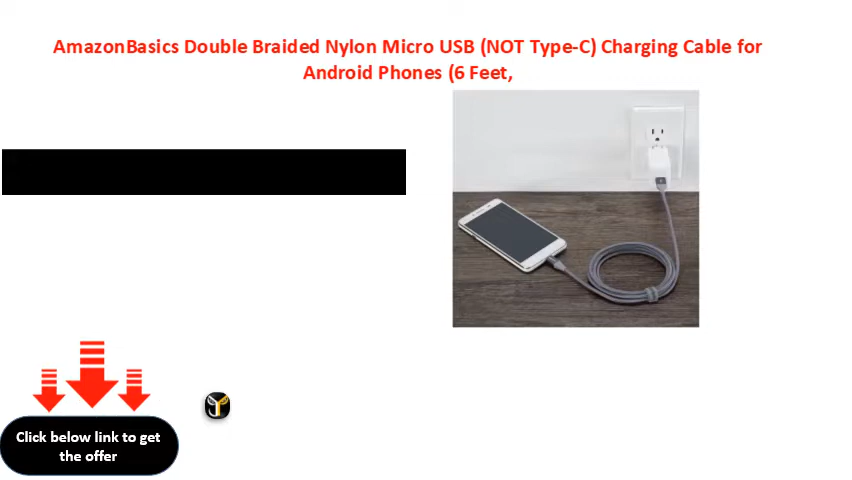 AmazonBasics Double Braided Nylon Micro USB (NOT Type-C) Charging Cable for
Android Phones (6 Feet,
Click below link to get
the offer